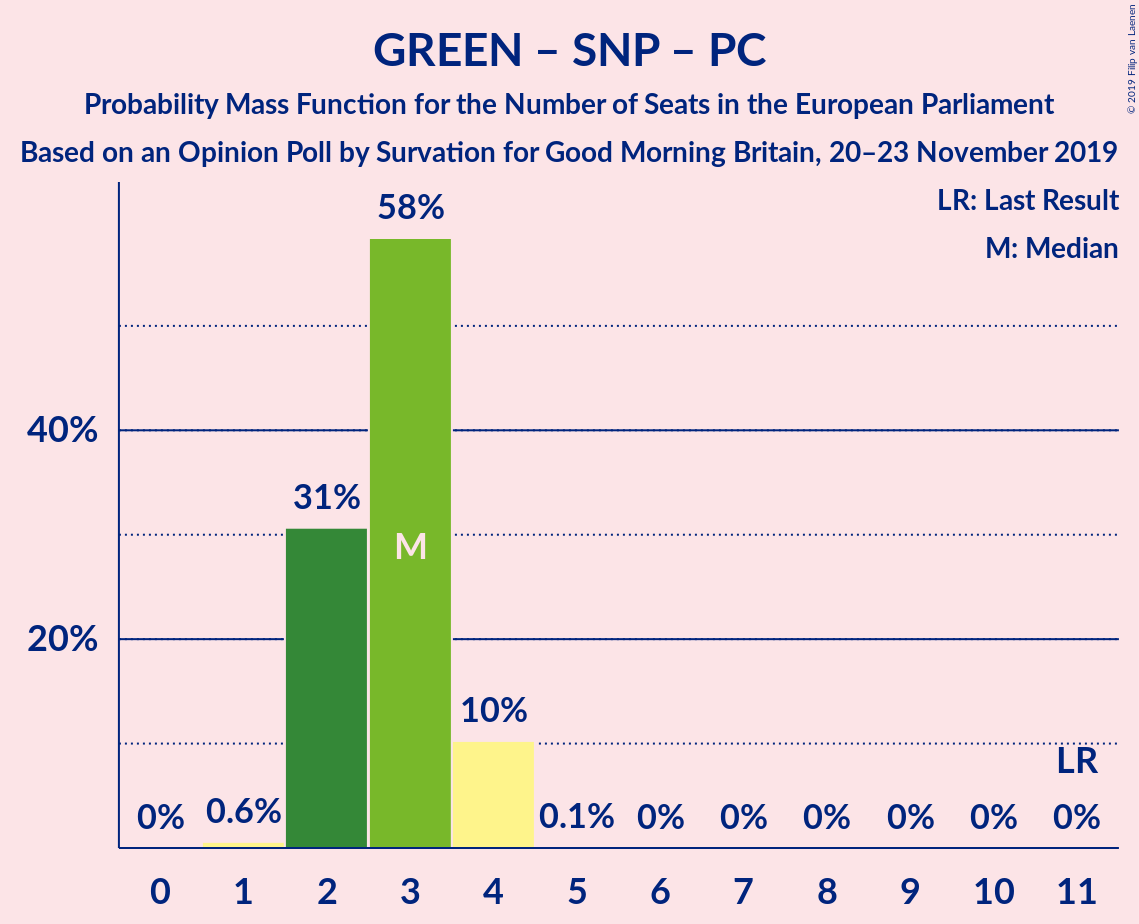 GREEN – SNP – PC
Probability Mass Function for the Number of Seats in the European Parliament
Based on an Opinion Poll by Survation for Good Morning Britain, 20–23 November 2019
© 2019 Filip van Laenen
LR: Last Result
M: Median
58%
40%
31%
M
20%
10%
LR
0% 0.6% 0.1% 0% 0% 0% 0% 0% 0%
0 1 2 3 4 5 6 7 8 9 10 11